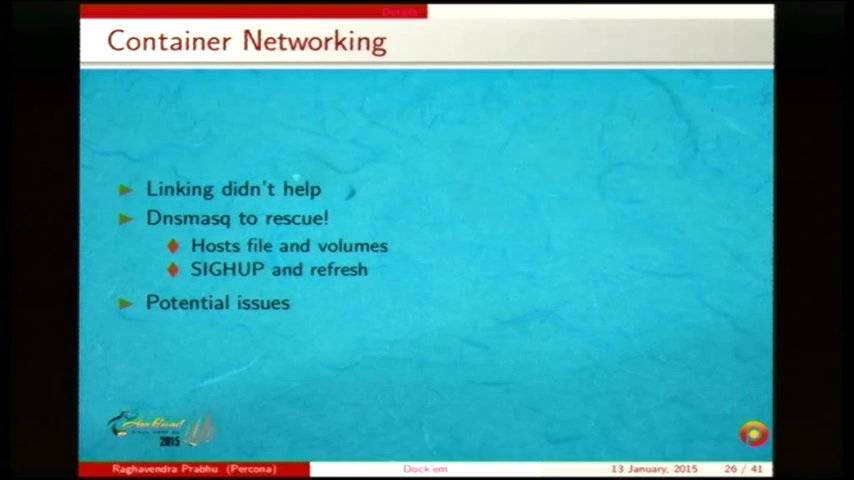 Details
Container Networking
Linking didn't help
Dnsmasq to rescue!
Hosts file and volumes
SIGHUP and refresh
Potential issues
Auckland
2015
Raghavendra Prabhu (Percona)
Dock'em
13 January, 2015
26 / 41